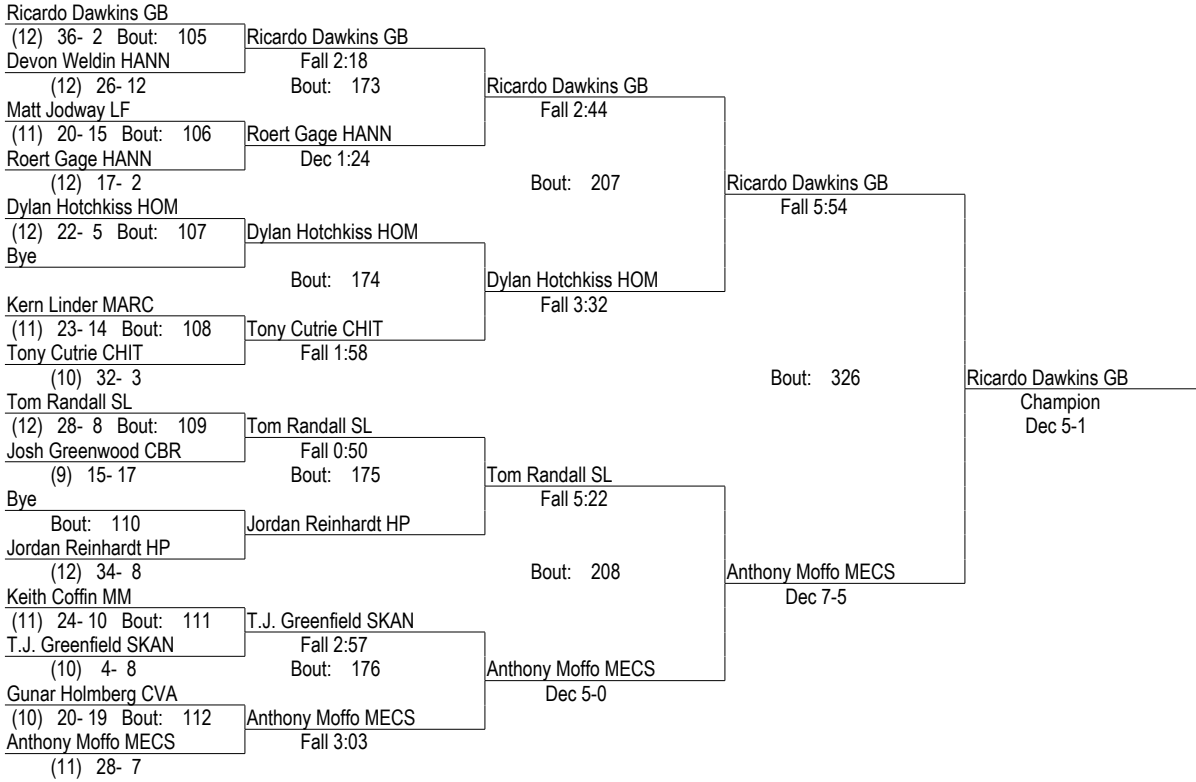 Ricardo Dawkins GB
(12) 36- 2 Bout: 105 Ricardo Dawkins GB
Devon Weldin HANN Fall 2:18
(12) 26- 12 Bout: 173 Ricardo Dawkins GB
Matt Jodway LF Fall 2:44
(11) 20- 15 Bout: 106 Roert Gage HANN
Roert Gage HANN Dec 1:24
(12) 17- 2 Bout: 207 Ricardo Dawkins GB
Dylan Hotchkiss HOM Fall 5:54
(12) 22- 5 Bout: 107 Dylan Hotchkiss HOM
Bye
Bout: 174 Dylan Hotchkiss HOM
Kern Linder MARC Fall 3:32
(11) 23- 14 Bout: 108 Tony Cutrie CHIT
Tony Cutrie CHIT Fall 1:58
(10) 32- 3 Bout: 326 Ricardo Dawkins GB
Tom Randall SL Champion
(12) 28- 8 Bout: 109 Tom Randall SL Dec 5-1
Josh Greenwood CBR Fall 0:50
(9) 15- 17 Bout: 175 Tom Randall SL
Bye Fall 5:22
Bout: 110 Jordan Reinhardt HP
Jordan Reinhardt HP
(12) 34- 8 Bout: 208 Anthony Moffo MECS
Keith Coffin MM Dec 7-5
(11) 24- 10 Bout: 111 T.J. Greenfield SKAN
T.J. Greenfield SKAN Fall 2:57
(10) 4- 8 Bout: 176 Anthony Moffo MECS
Gunar Holmberg CVA Dec 5-0
(10) 20- 19 Bout: 112 Anthony Moffo MECS
Anthony Moffo MECS Fall 3:03
(11) 28- 7